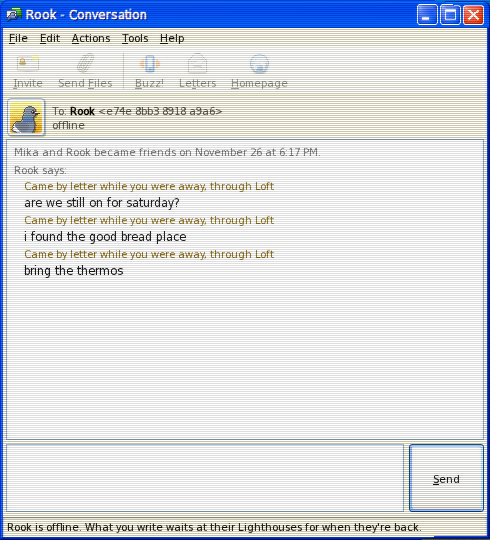 Rook - Conversation
File Edit Actions Tools Help
Invite Send Files Buzz! Letters Homepage
To: Rook <e74e 8bb3 8918 a9a6>
offline
Mika and Rook became friends on November 26 at 6:17 PM.
Rook says:
Came by letter while you were away, through Loft
are we still on for saturday?
Came by letter while you were away, through Loft
i found the good bread place
Came by letter while you were away, through Loft
bring the thermos
Send
Rook is offline. What you write waits at their Lighthouses for when they're back.